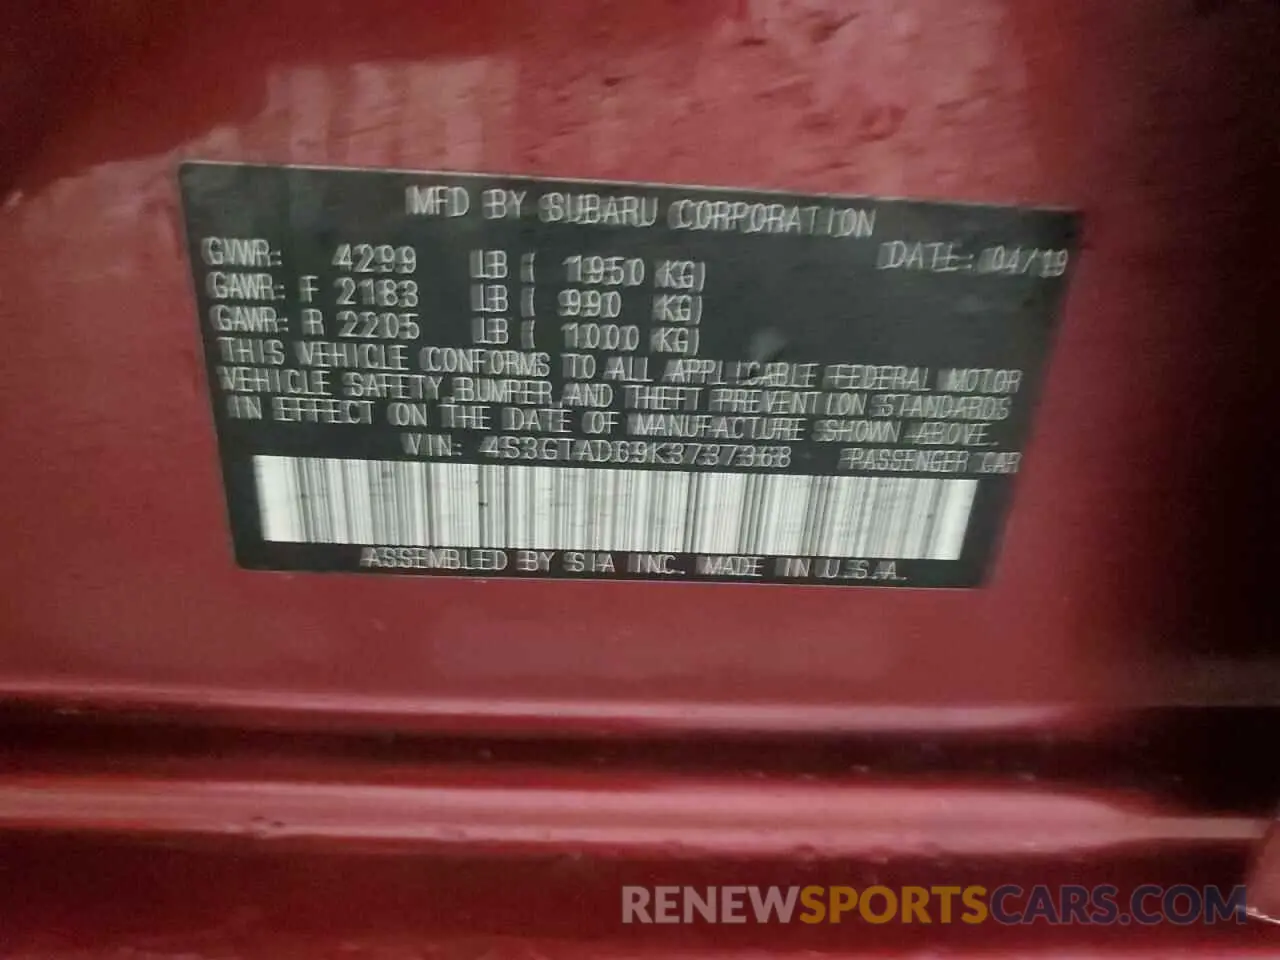 MFD BY SUBARU CORPORATION
DATE: 04/19
GVWR: 4299 LB ( 1950 KG)
GAWR: F 2183 LB ( 990 KG)
GAWR: R 2205 LB ( 1000 KG)
THIS VEHICLE CONFORMS TO ALL APPLICABLE FEDERAL MOTOR
VEHICLE SAFETY, BUMPER, AND THEFT PREVENTION STANDARDS
IN EFFECT ON THE DATE OF MANUFACTURE SHOWN ABOVE.
VIN: 4S3GTAD69K3737368 PASSENGER CAR
ASSEMBLED BY SIA INC. MADE IN U.S.A.
RENEWSPORTSCARS.COM